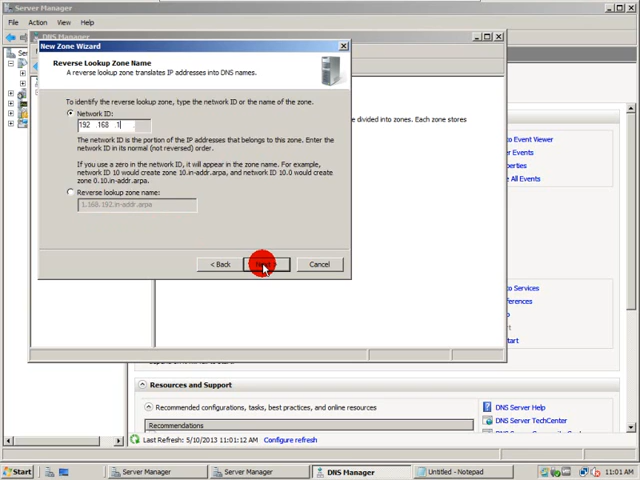 Server Manager
File Action View Help
DNS Manager
New Zone Wizard
Reverse Lookup Zone Name
A reverse lookup zone translates IP addresses into DNS names.
To identify the reverse lookup zone, type the network ID or the name of the zone.
Network ID:
192 .168 .1 .
The network ID is the portion of the IP addresses that belongs to this zone. Enter the
network ID in its normal (not reversed) order.
If you use a zero in the network ID, it will appear in the zone name. For example,
network ID 10 would create zone 10.in-addr.arpa, and network ID 10.0 would create
zone 0.10.in-addr.arpa.
Reverse lookup zone name:
1.168.192.in-addr.arpa
< Back
Cancel
be divided into zones. Each zone stores
to Event Viewer
Events
e All Events
to Services
ferences
p
t
tart
Resources and Support
Recommended configurations, tasks, best practices, and online resources
Recommendations
DNS Server Help
DNS Server TechCenter
Last Refresh: 5/10/2013 11:01:12 AM Configure refresh
Start
Server Manager
Server Manager
DNS Manager
Untitled - Notepad
11:01 AM